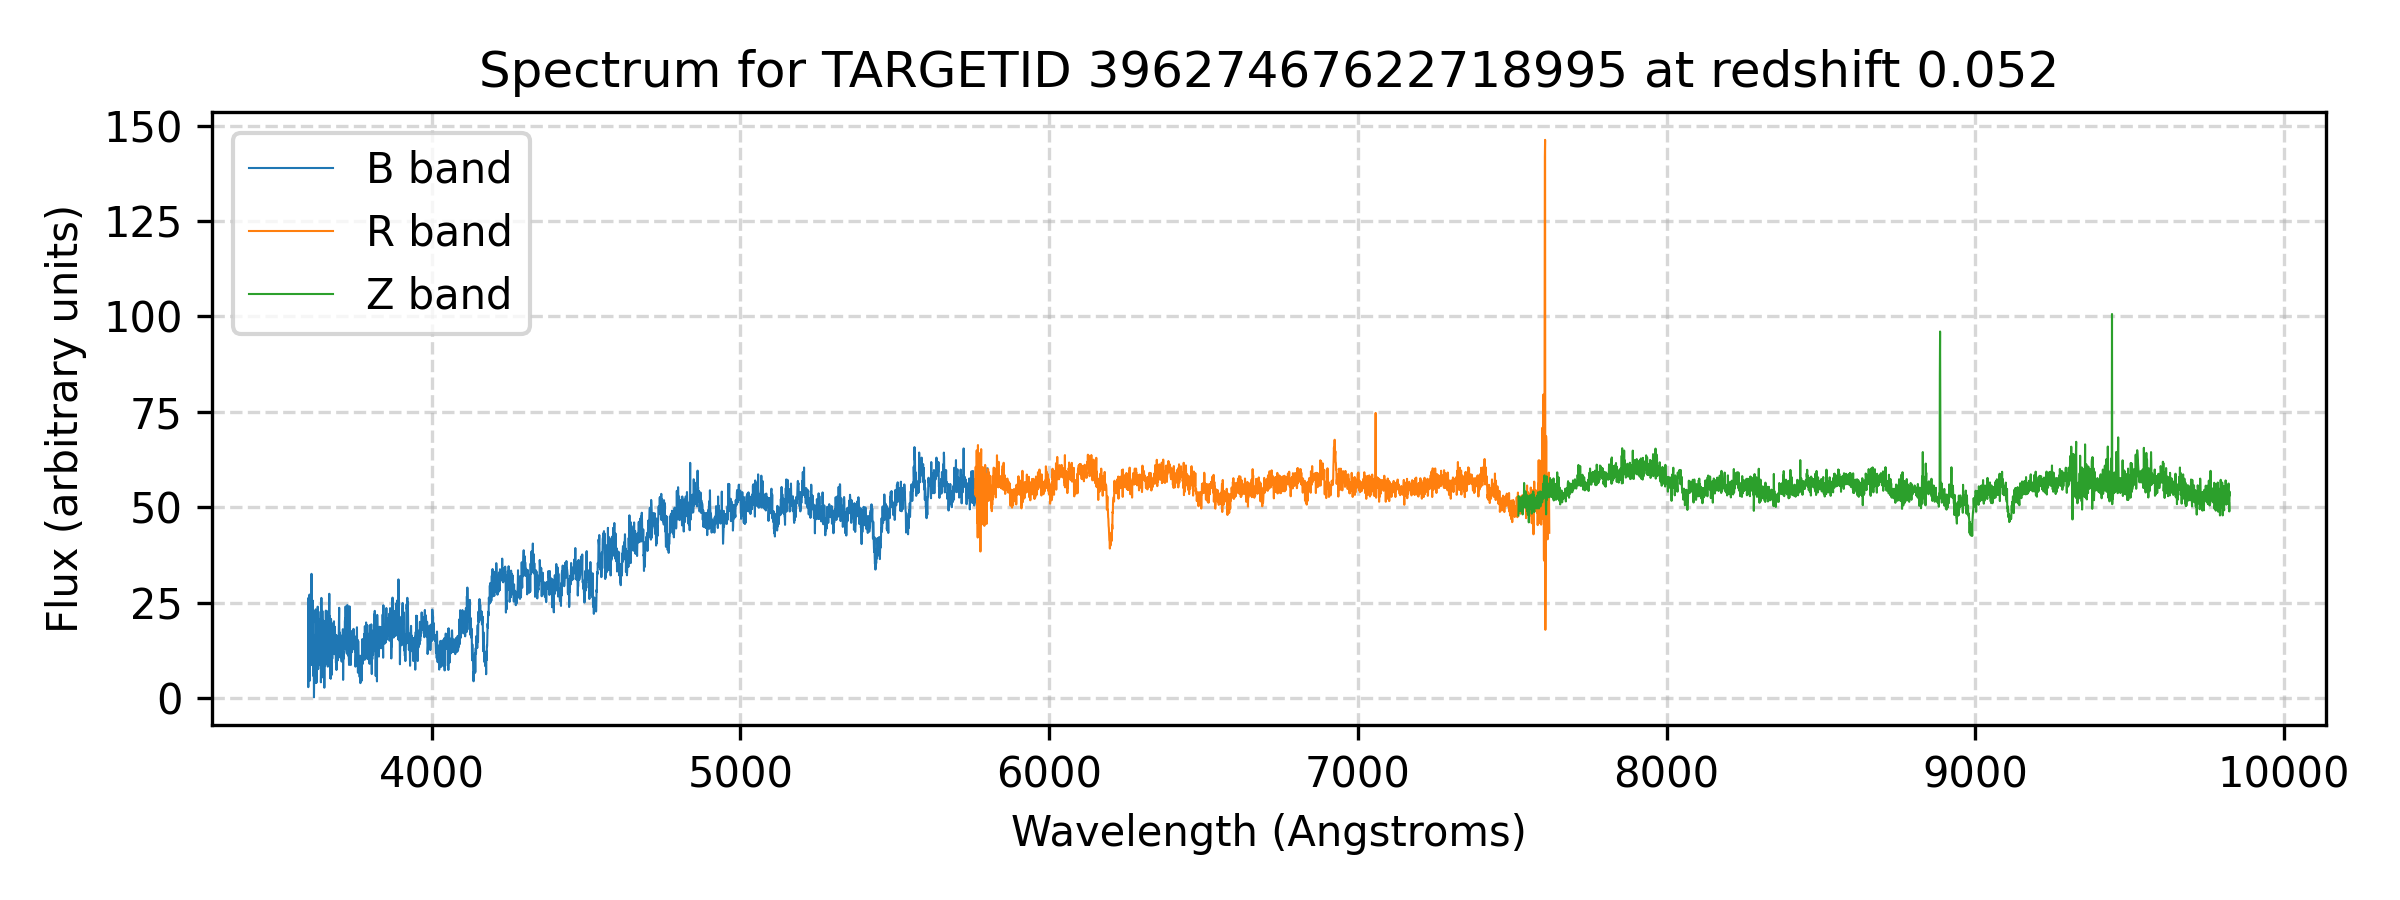 Spectrum for TARGETID 39627467622718995 at redshift 0.052
150
125
100
75
50
25
0
Flux (arbitrary units)
B band
R band
Z band
4000 5000 6000 7000 8000 9000 10000
Wavelength (Angstroms)